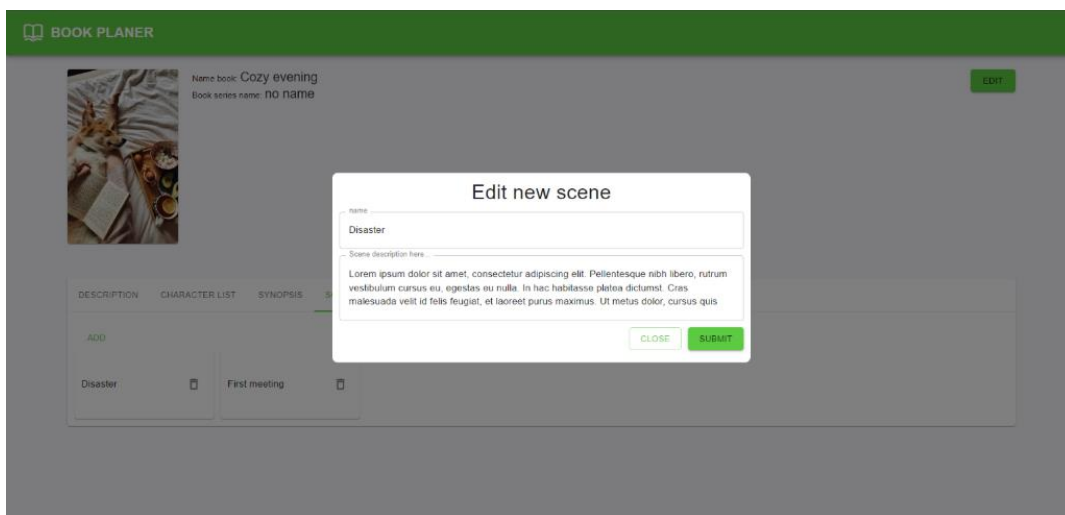 BOOK PLANER
Name book: Cozy evening
Book series name: no name
EDIT
Edit new scene
name
Disaster
Scene description here...
Lorem ipsum dolor sit amet, consectetur adipiscing elit. Pellentesque nibh libero, rutrum
vestibulum cursus eu, egestas eu nulla. In hac habitasse platea dictumst. Cras
malesuada velit id felis feugiat, et laoreet purus maximus. Ut metus dolor, cursus quis
CLOSE SUBMIT
DESCRIPTION CHARACTER LIST SYNOPSIS
ADD
Disaster First meeting